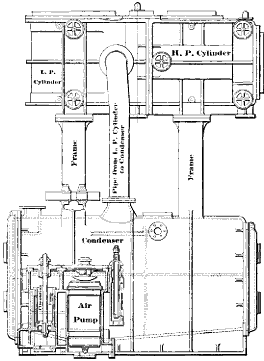 H. P. Cylinder
L. P.
Cylinder
Pipe from L. P. Cylinder
to Condenser
Frame
Frame
Condenser
Air
Pump